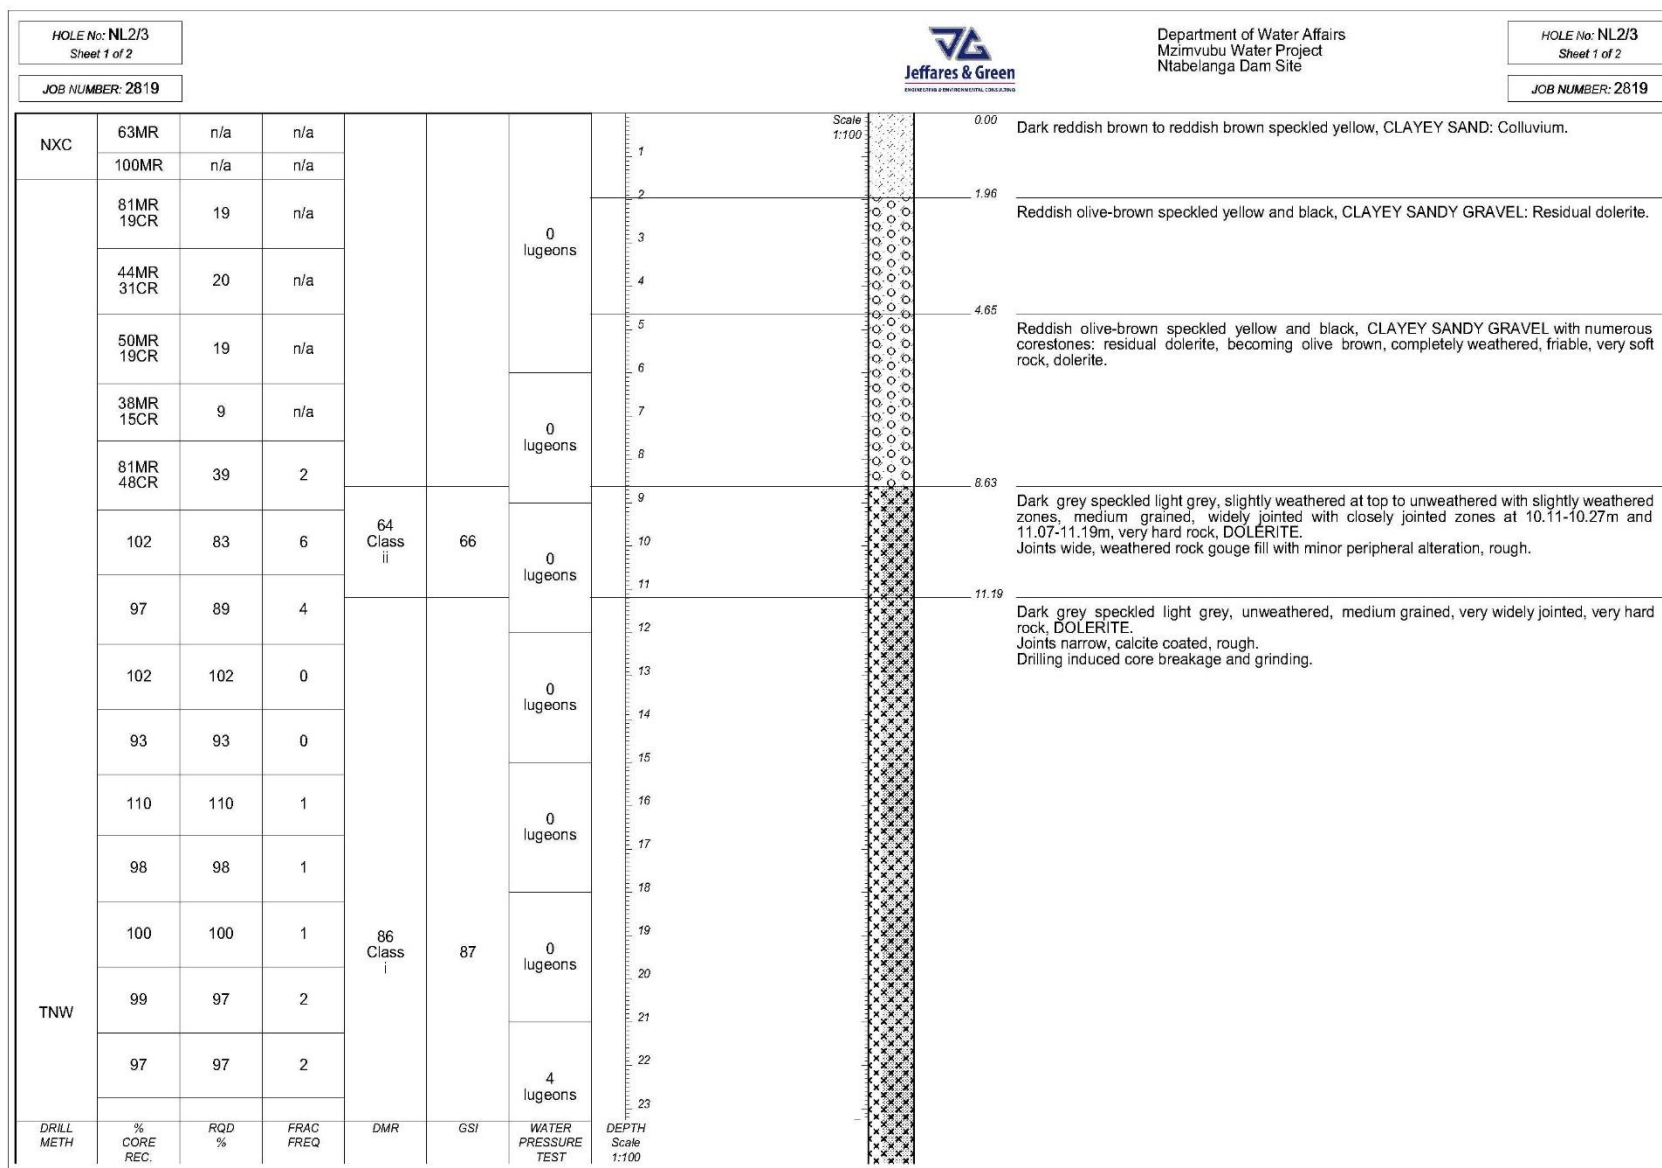 HOLE No: NL2/3
Sheet 1 of 2
JOB NUMBER: 2819
Jeffares & Green
ENGINEERING & ENVIRONMENTAL CONSULTING
Department of Water Affairs
Mzimvubu Water Project
Ntabelanga Dam Site
HOLE No: NL2/3
Sheet 1 of 2
JOB NUMBER: 2819
NXC
63MR n/a n/a
100MR n/a n/a
81MR
19CR
19 n/a
44MR
31CR
20 n/a
50MR
19CR
19 n/a
38MR
15CR
9 n/a
81MR
48CR
39 2
102 83 6
97 89 4
102 102 0
93 93 0
110 110 1
98 98 1
100 100 1
99 97 2
97 97 2
TNW
64
Class
ii
66
86
Class
i
87
0
lugeons
0
lugeons
0
lugeons
0
lugeons
0
lugeons
0
lugeons
4
lugeons
1
2
3
4
5
6
7
8
9
10
11
12
13
14
15
16
17
18
19
20
21
22
23
Scale
1:100
0.00
Dark reddish brown to reddish brown speckled yellow, CLAYEY SAND: Colluvium.
1.96
Reddish olive-brown speckled yellow and black, CLAYEY SANDY GRAVEL: Residual dolerite.
4.65
Reddish olive-brown speckled yellow and black, CLAYEY SANDY GRAVEL with numerous
corestones: residual dolerite, becoming olive brown, completely weathered, friable, very soft
rock, dolerite.
8.63
Dark grey speckled light grey, slightly weathered at top to unweathered with slightly weathered
zones, medium grained, widely jointed with closely jointed zones at 10.11-10.27m and
11.07-11.19m, very hard rock, DOLERITE.
Joints wide, weathered rock gouge fill with minor peripheral alteration, rough.
11.19
Dark grey speckled light grey, unweathered, medium grained, very widely jointed, very hard
rock, DOLERITE.
Joints narrow, calcite coated, rough.
Drilling induced core breakage and grinding.
DRILL
METH
%
CORE
REC.
RQD
%
FRAC
FREQ
DMR
GSI
WATER
PRESSURE
TEST
DEPTH
Scale
1:100